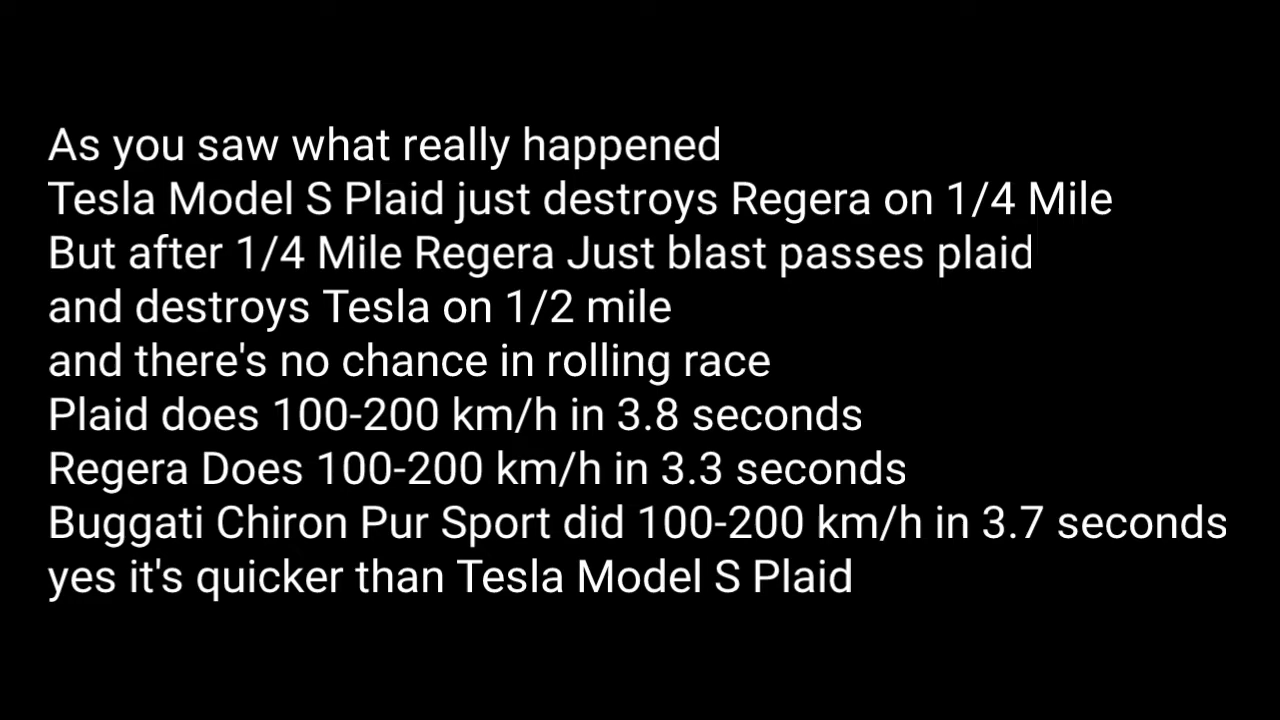 As you saw what really happened
Tesla Model S Plaid just destroys Regera on 1/4 Mile
But after 1/4 Mile Regera Just blast passes plaid
and destroys Tesla on 1/2 mile
and there's no chance in rolling race
Plaid does 100-200 km/h in 3.8 seconds
Regera Does 100-200 km/h in 3.3 seconds
Buggati Chiron Pur Sport did 100-200 km/h in 3.7 seconds
yes it's quicker than Tesla Model S Plaid